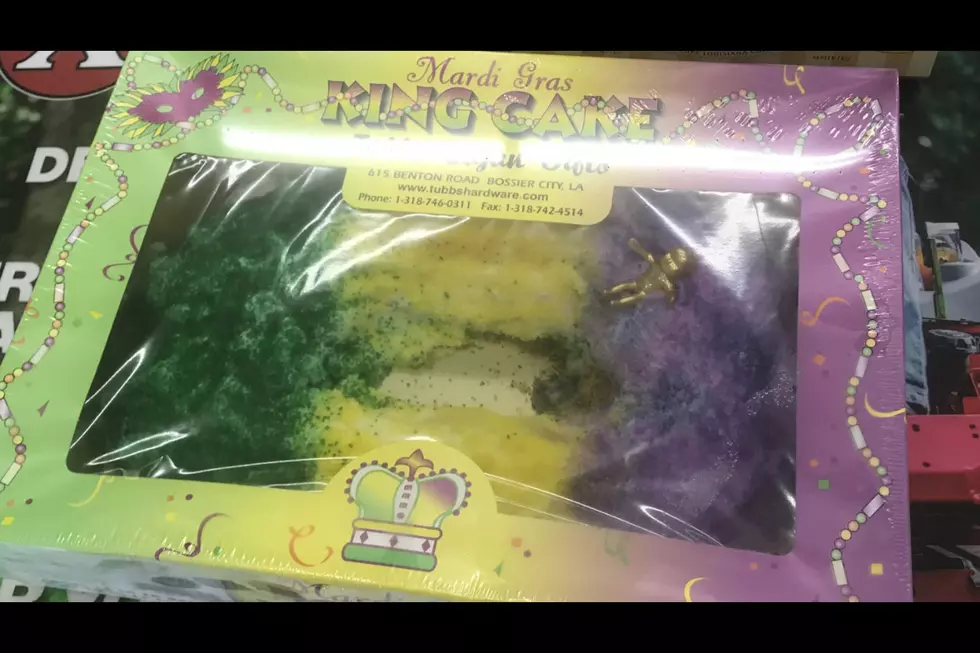 Mardi Gras
KING CAKE
615 BENTON ROAD BOSSIER CITY, LA
www.tubbshardware.com
Phone: 1-318-746-0311 Fax: 1-318-742-4514